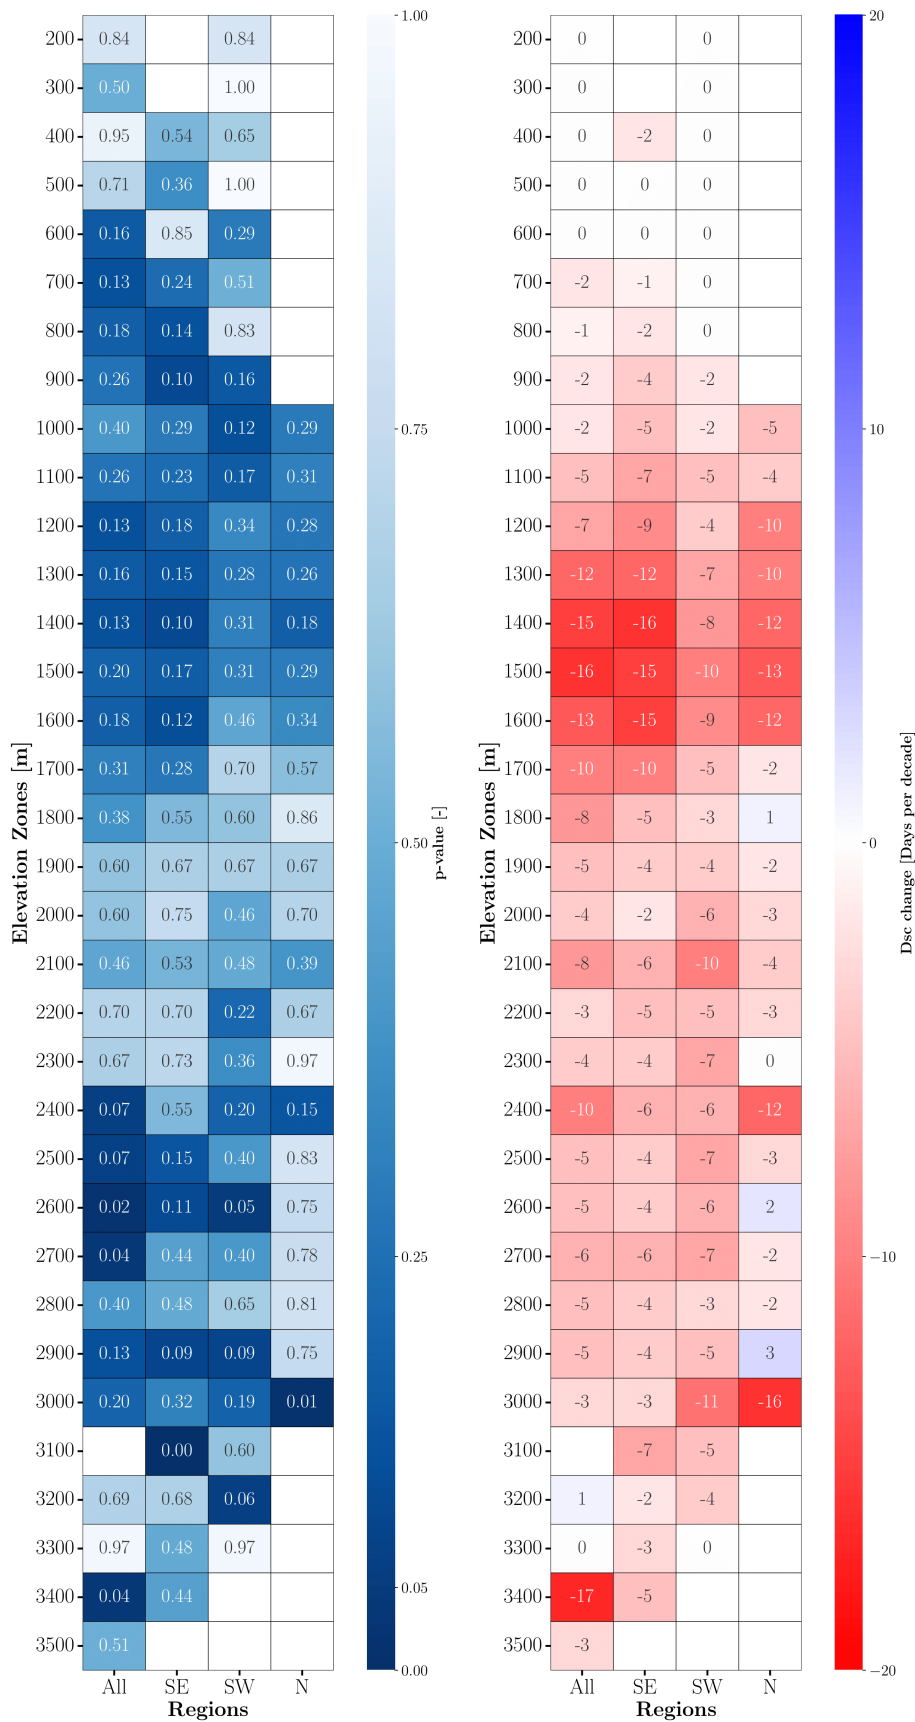 200 0.84 0.84
300 0.50 1.00
400 0.95 0.54 0.65
500 0.71 0.36 1.00
600 0.16 0.85 0.29
700 0.13 0.24 0.51
800 0.18 0.14 0.83
900 0.26 0.10 0.16
1000 0.40 0.29 0.12 0.29
1100 0.26 0.23 0.17 0.31
1200 0.13 0.18 0.34 0.28
1300 0.16 0.15 0.28 0.26
1400 0.13 0.10 0.31 0.18
1500 0.20 0.17 0.31 0.29
1600 0.18 0.12 0.46 0.34
1700 0.31 0.28 0.70 0.57
1800 0.38 0.55 0.60 0.86
1900 0.60 0.67 0.67 0.67
2000 0.60 0.75 0.46 0.70
2100 0.46 0.53 0.48 0.39
2200 0.70 0.70 0.22 0.67
2300 0.67 0.73 0.36 0.97
2400 0.07 0.55 0.20 0.15
2500 0.07 0.15 0.40 0.83
2600 0.02 0.11 0.05 0.75
2700 0.04 0.44 0.40 0.78
2800 0.40 0.48 0.65 0.81
2900 0.13 0.09 0.09 0.75
3000 0.20 0.32 0.19 0.01
3100 0.00 0.60
3200 0.69 0.68 0.06
3300 0.97 0.48 0.97
3400 0.04 0.44
3500 0.51
All SE SW N
Regions
Elevation Zones [m]
1.00
0.75
0.50
0.25
0.05
0.00
p-value [-]
200 0 0
300 0 0
400 0 -2 0
500 0 0 0
600 0 0 0
700 -2 -1 0
800 -1 -2 0
900 -2 -4 -2
1000 -2 -5 -2 -5
1100 -5 -7 -5 -4
1200 -7 -9 -4 -10
1300 -12 -12 -7 -10
1400 -15 -16 -8 -12
1500 -16 -15 -10 -13
1600 -13 -15 -9 -12
1700 -10 -10 -5 -2
1800 -8 -5 -3 1
1900 -5 -4 -4 -2
2000 -4 -2 -6 -3
2100 -8 -6 -10 -4
2200 -3 -5 -5 -3
2300 -4 -4 -7 0
2400 -10 -6 -6 -12
2500 -5 -4 -7 -3
2600 -5 -4 -6 2
2700 -6 -6 -7 -2
2800 -5 -4 -3 -2
2900 -5 -4 -5 3
3000 -3 -3 -11 -16
3100 -7 -5
3200 1 -2 -4
3300 0 -3 0
3400 -17 -5
3500 -3
All SE SW N
Regions
Elevation Zones [m]
20
10
0
−10
−20
Dsc change [Days per decade]